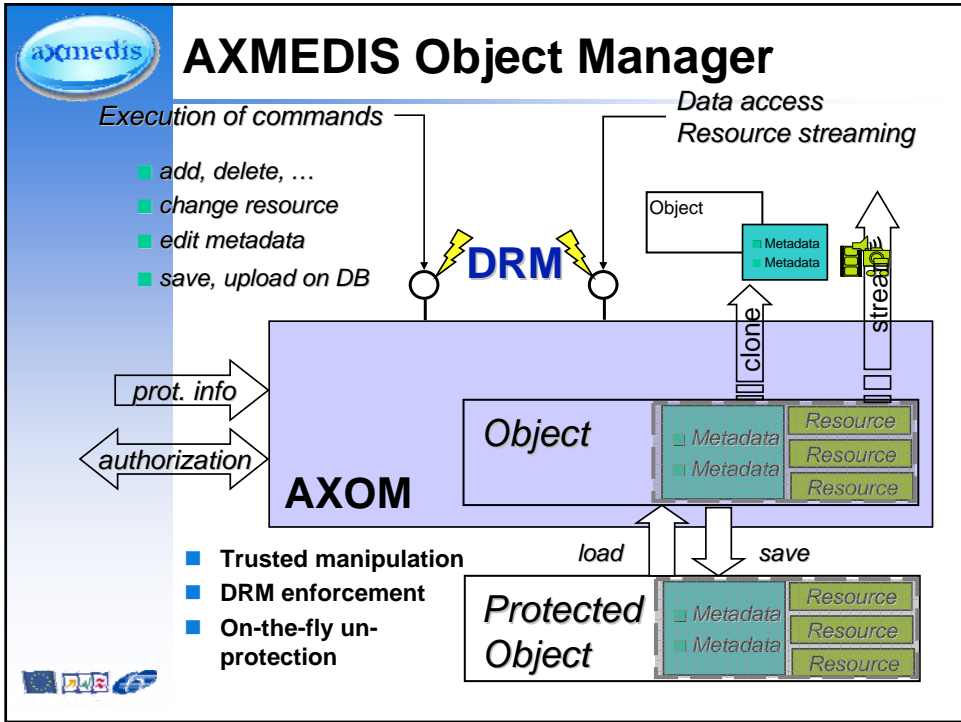 axmedis
AXMEDIS Object Manager
Execution of commands
add, delete, …
change resource
edit metadata
save, upload on DB
Data access
Resource streaming
DRM
Object
Metadata
Metadata
clone
stream
prot. info
authorization
AXOM
Object
Metadata
Metadata
Resource
Resource
Resource
load
save
Trusted manipulation
DRM enforcement
On-the-fly un-
protection
Protected
Object
Metadata
Metadata
Resource
Resource
Resource